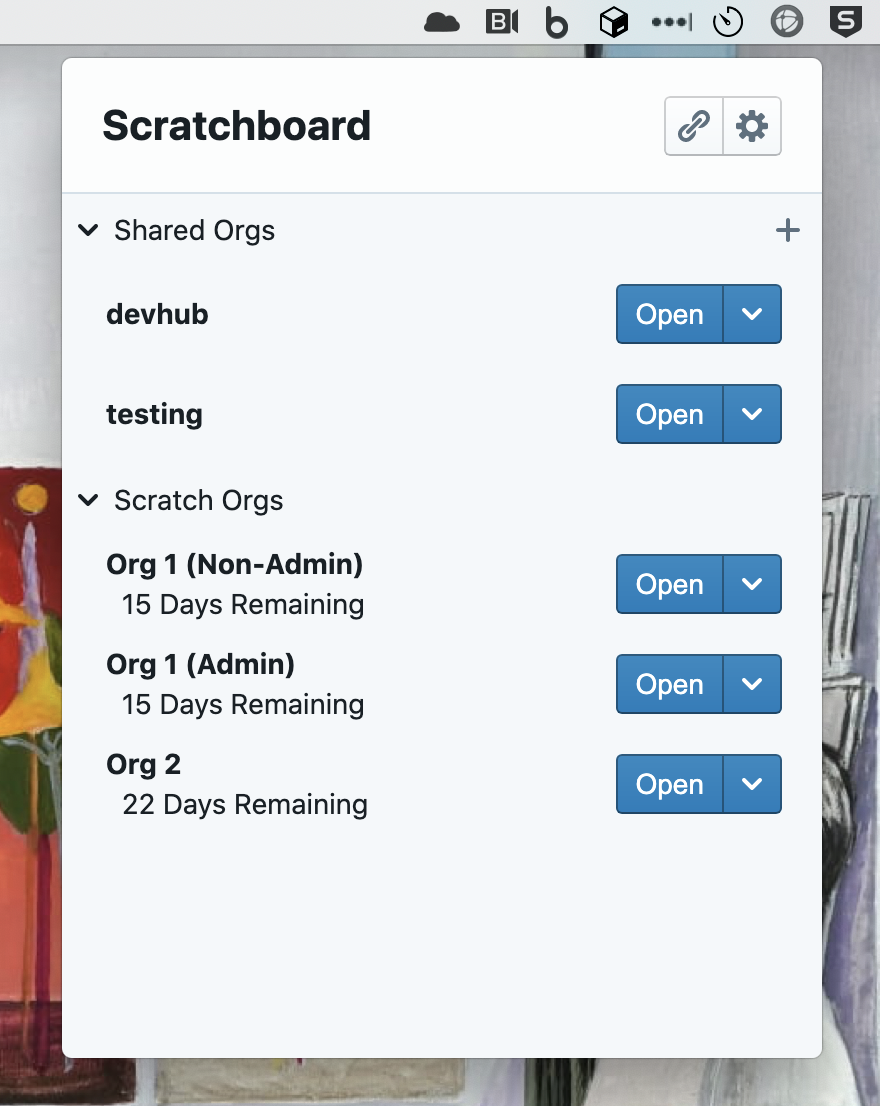 Scratchboard
Shared Orgs
devhub
Open
testing
Open
Scratch Orgs
Org 1 (Non-Admin)
15 Days Remaining
Open
Org 1 (Admin)
15 Days Remaining
Open
Org 2
22 Days Remaining
Open